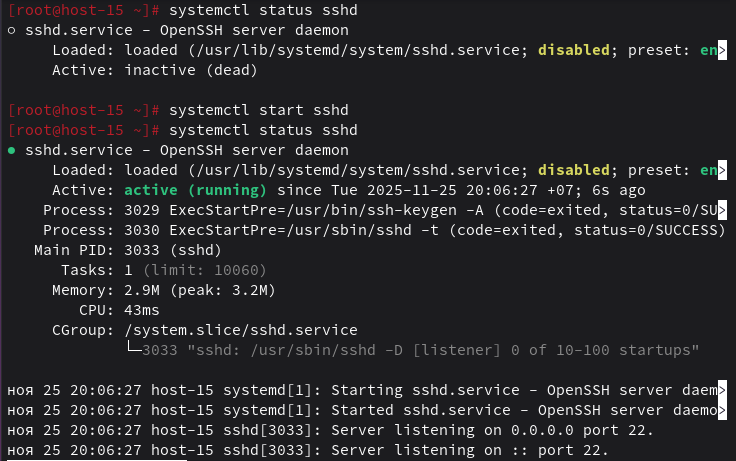 [root@host-15 ~]# systemctl status sshd
○ sshd.service - OpenSSH server daemon
Loaded: loaded (/usr/lib/systemd/system/sshd.service; disabled; preset: en>
Active: inactive (dead)
[root@host-15 ~]# systemctl start sshd
[root@host-15 ~]# systemctl status sshd
● sshd.service - OpenSSH server daemon
Loaded: loaded (/usr/lib/systemd/system/sshd.service; disabled; preset: en>
Active: active (running) since Tue 2025-11-25 20:06:27 +07; 6s ago
Process: 3029 ExecStartPre=/usr/bin/ssh-keygen -A (code=exited, status=0/SU>
Process: 3030 ExecStartPre=/usr/sbin/sshd -t (code=exited, status=0/SUCCESS)
Main PID: 3033 (sshd)
Tasks: 1 (limit: 10060)
Memory: 2.9M (peak: 3.2M)
CPU: 43ms
CGroup: /system.slice/sshd.service
└─3033 "sshd: /usr/sbin/sshd -D [listener] 0 of 10-100 startups"
ноя 25 20:06:27 host-15 systemd[1]: Starting sshd.service - OpenSSH server daem>
ноя 25 20:06:27 host-15 systemd[1]: Started sshd.service - OpenSSH server daemo>
ноя 25 20:06:27 host-15 sshd[3033]: Server listening on 0.0.0.0 port 22.
ноя 25 20:06:27 host-15 sshd[3033]: Server listening on :: port 22.